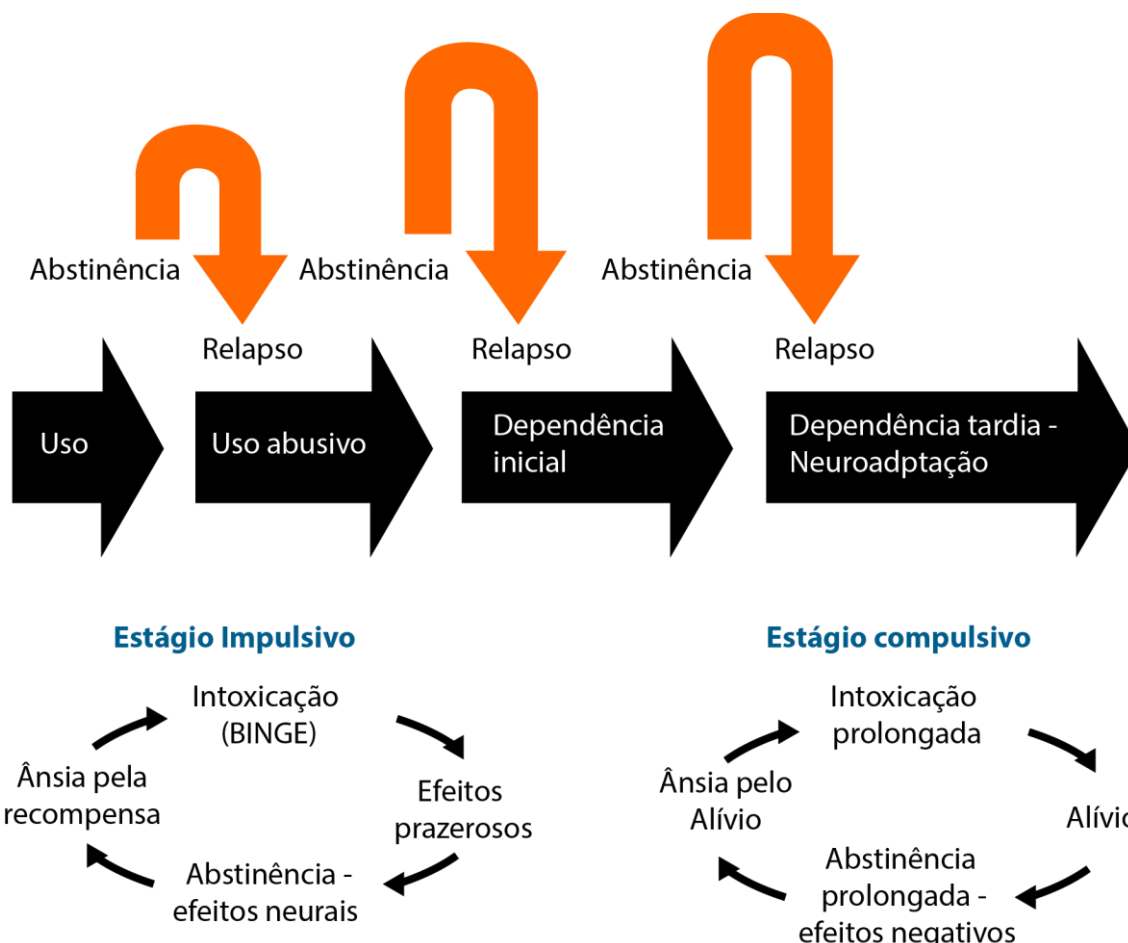 Abstinência
Abstinência
Abstinência
Relapso
Relapso
Relapso
Uso
Uso abusivo
Dependência
inicial
Dependência tardia -
Neuroadptação
Estágio Impulsivo
Intoxicação
(BINGE)
Efeitos
prazerosos
Abstinência -
efeitos neurais
Ânsia pela
recompensa
Estágio compulsivo
Intoxicação
prolongada
Alívio
Abstinência
prolongada -
efeitos negativos
Ânsia pelo
Alívio